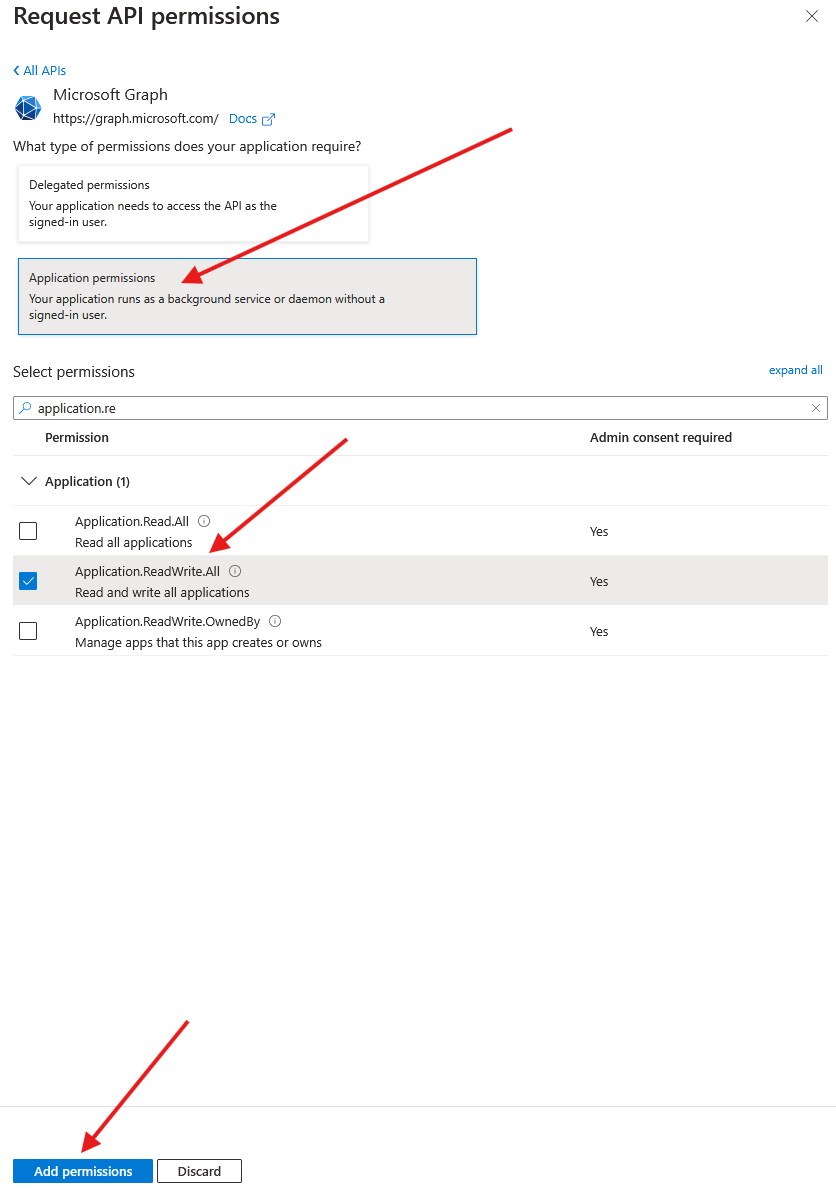 Request API permissions
All APIs
Microsoft Graph
https://graph.microsoft.com/ Docs
What type of permissions does your application require?
Delegated permissions
Your application needs to access the API as the
signed-in user.
Application permissions
Your application runs as a background service or daemon without a
signed-in user.
Select permissions expand all
application.re
Permission Admin consent required
Application (1)
Application.Read.All
Read all applications Yes
Application.ReadWrite.All
Read and write all applications Yes
Application.ReadWrite.OwnedBy
Manage apps that this app creates or owns Yes
Add permissions Discard